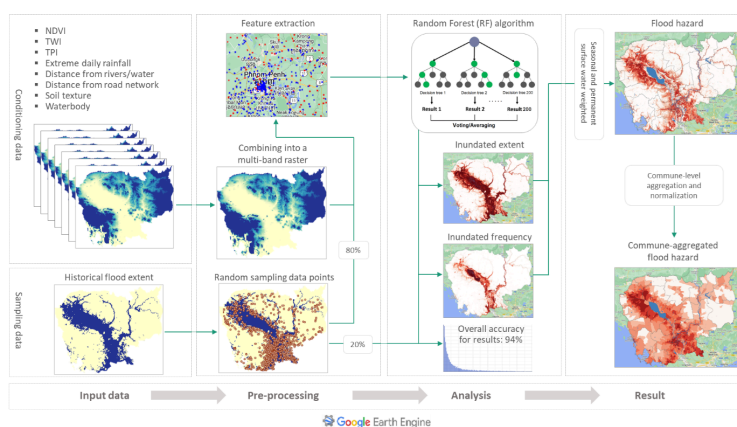 Conditioning data
NDVI
TWI
TPI
Extreme daily rainfall
Distance from rivers/water
Distance from road network
Soil texture
Waterbody
Sampling data
Historical flood extent
Feature extraction
Phnom Penh
Combining into a
multi-band raster
80%
Random sampling data points
20%
Random Forest (RF) algorithm
Decision tree 1
Decision tree 2
Decision tree 200
Result 1
Result 2
Result 200
Voting/Averaging
Inundated extent
Inundated frequency
Overall accuracy
for results: 94%
Seasonal and permanent
surface water weighted
Flood hazard
Commune-level
aggregation and
normalization
Commune-aggregated
flood hazard
Input data
Pre-processing
Analysis
Result
Google Earth Engine